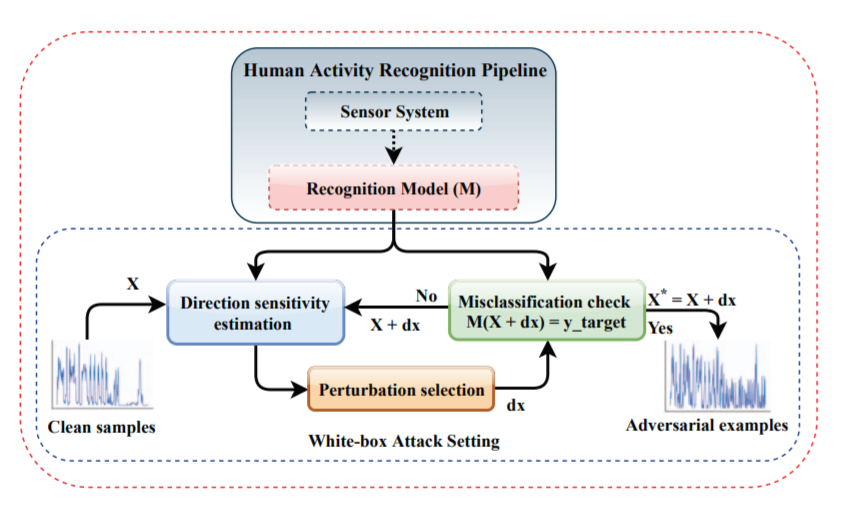 Human Activity Recognition Pipeline
Sensor System
Recognition Model (M)
X
Direction sensitivity
estimation
No
X + dx
Misclassification check
M(X + dx) = y_target
X* = X + dx
Yes
Perturbation selection
dx
Clean samples
Adversarial examples
White-box Attack Setting